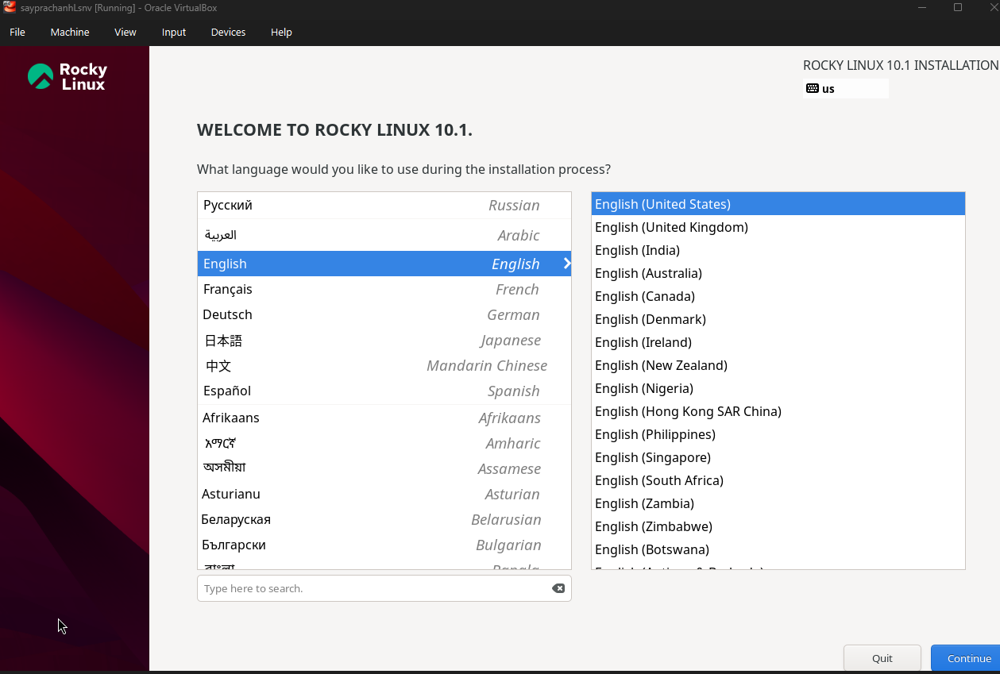 sayprachanhLsnv [Running] - Oracle VirtualBox
File Machine View Input Devices Help
Rocky
Linux
ROCKY LINUX 10.1 INSTALLATION
us
WELCOME TO ROCKY LINUX 10.1.
What language would you like to use during the installation process?
Русский Russian
العربية Arabic
English English
Français French
Deutsch German
日本語 Japanese
中文 Mandarin Chinese
Español Spanish
Afrikaans Afrikaans
አማርኛ Amharic
অসমীয়া Assamese
Asturianu Asturian
Беларуская Belarusian
Български Bulgarian
বাংলা Bangla
English (United States)
English (United Kingdom)
English (India)
English (Australia)
English (Canada)
English (Denmark)
English (Ireland)
English (New Zealand)
English (Nigeria)
English (Hong Kong SAR China)
English (Philippines)
English (Singapore)
English (South Africa)
English (Zambia)
English (Zimbabwe)
English (Botswana)
English (Antigua & Barbuda)
Type here to search.
Quit Continue